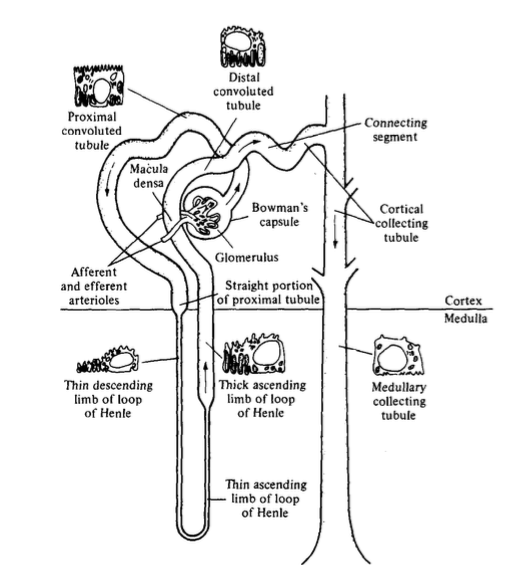 Distal
convoluted
tubule
Proximal
convoluted
tubule
Connecting
segment
Macula
densa
Bowman's
capsule
Cortical
collecting
tubule
Glomerulus
Afferent
and efferent
arterioles
Straight portion
of proximal tubule
Cortex
Medulla
Thin descending
limb of loop
of Henle
Thick ascending
limb of loop
of Henle
Medullary
collecting
tubule
Thin ascending
limb of loop
of Henle